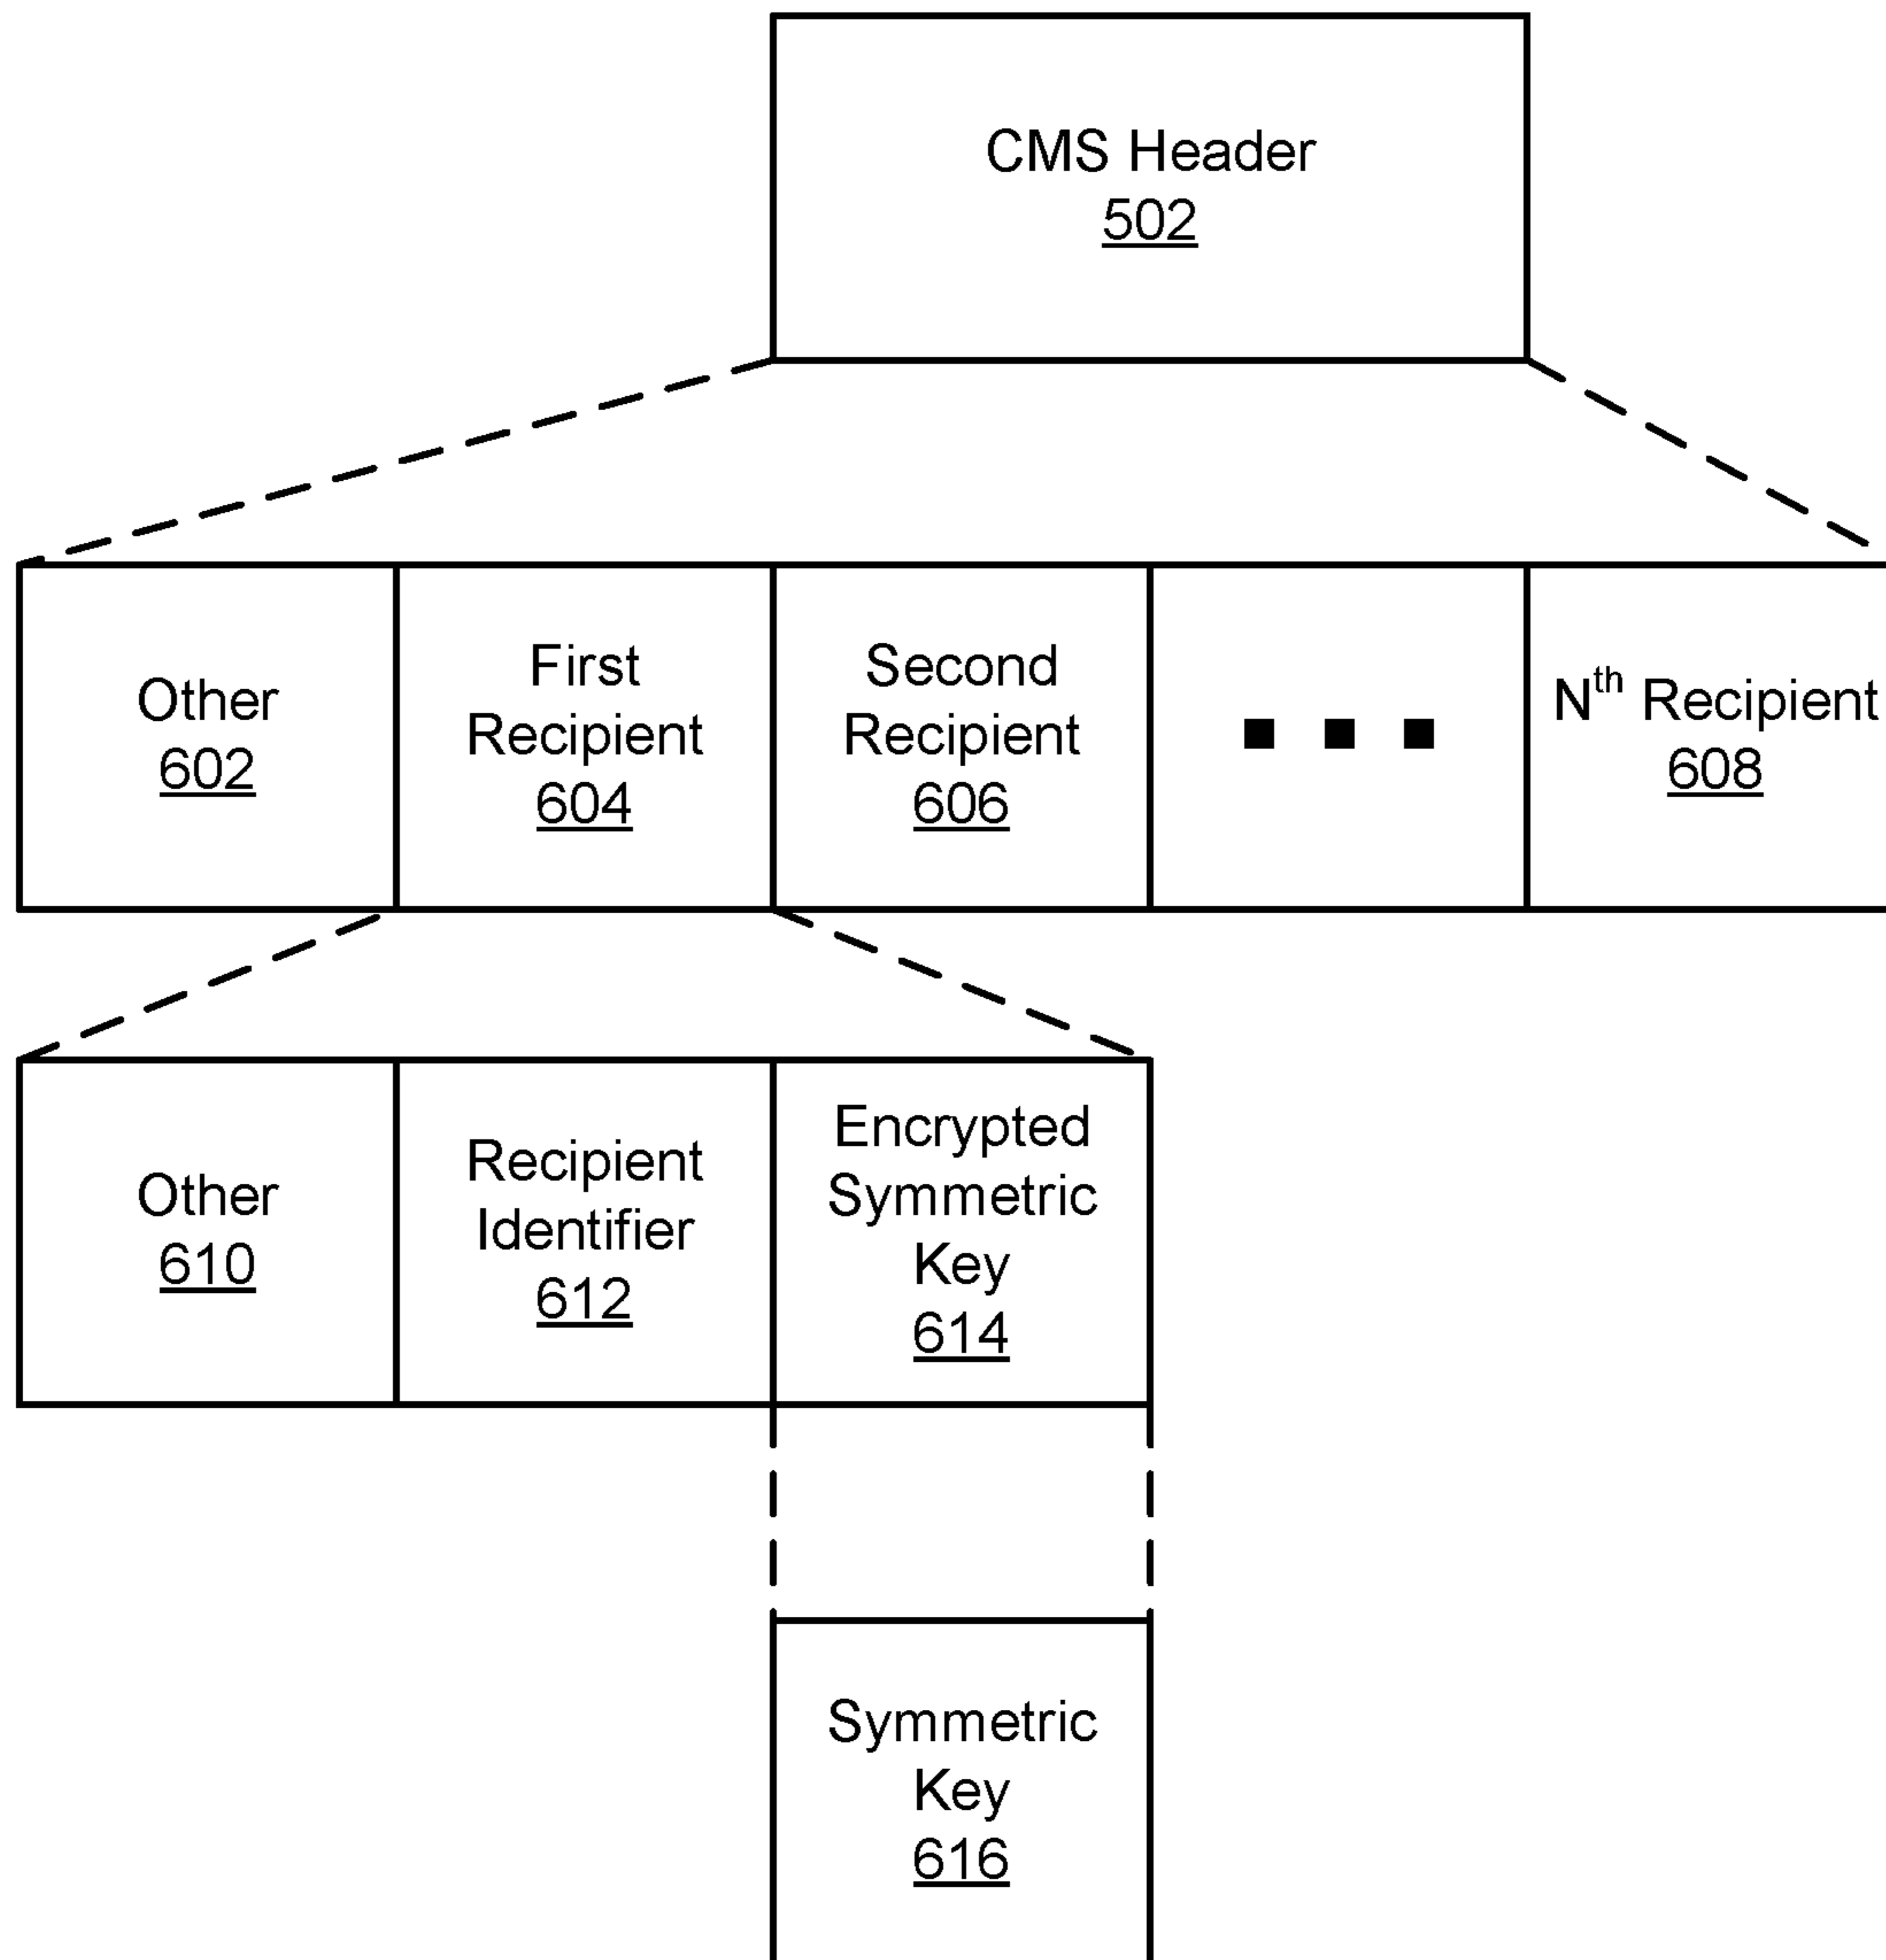 CMS Header
502
Other
602
First
Recipient
604
Second
Recipient
606
Nth Recipient
608
Other
610
Recipient
Identifier
612
Encrypted
Symmetric
Key
614
Symmetric
Key
616